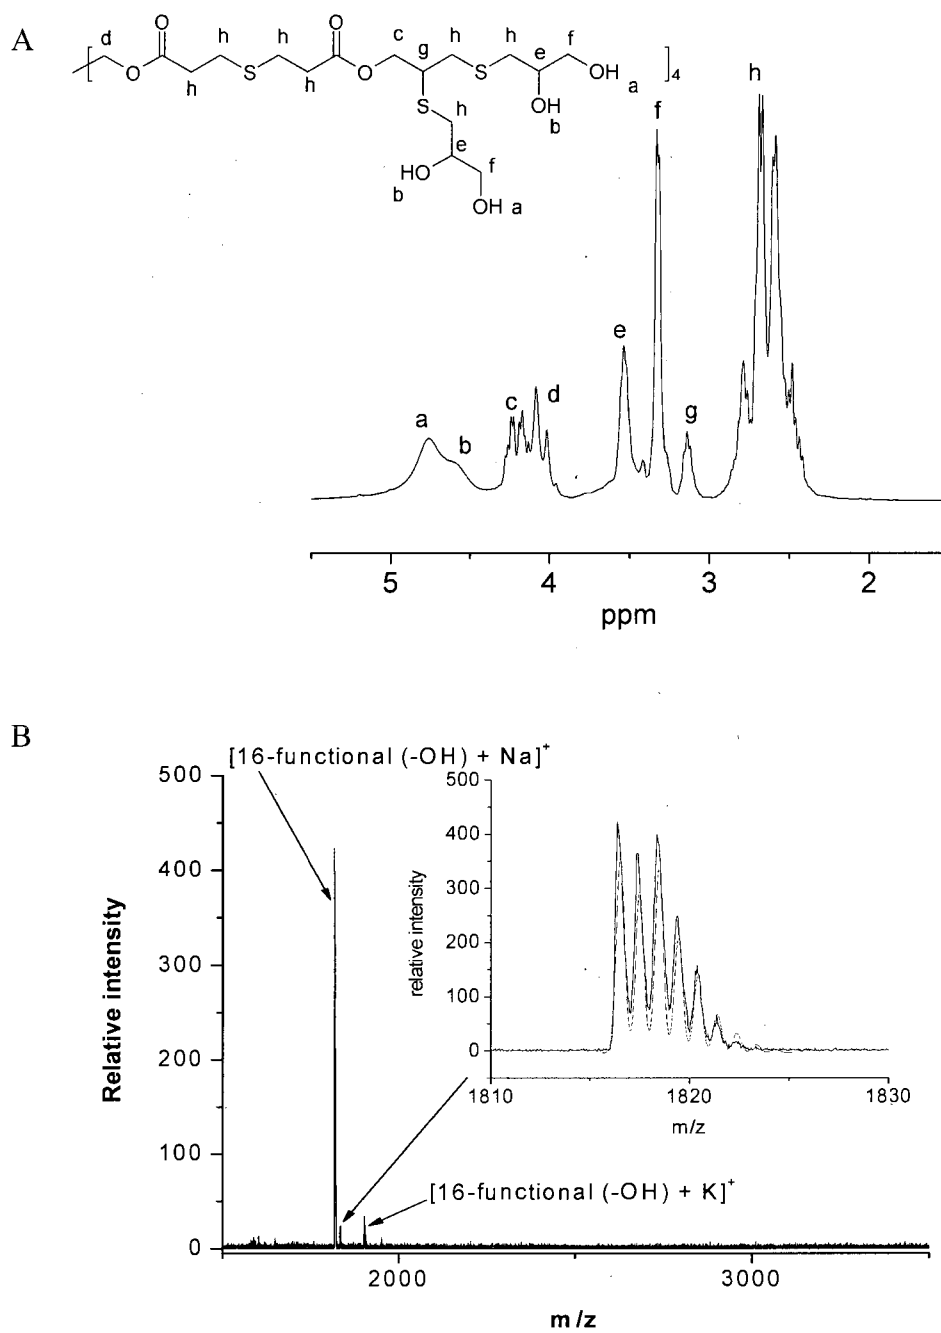 A
d
O
h
h
O
c
g
h
h
e
f
O
h
S
h
O
S
OH
4
a
S
h
OH
b
e
HO
f
b
OH
a
a
b
c
d
e
f
g
h
5
4
3
2
ppm
B
[16-functional (-OH) + Na]+
Relative intensity
500
400
300
200
100
0
relative intensity
500
400
300
200
100
0
1810
1820
1830
m/z
[16-functional (-OH) + K]+
2000
3000
m/z